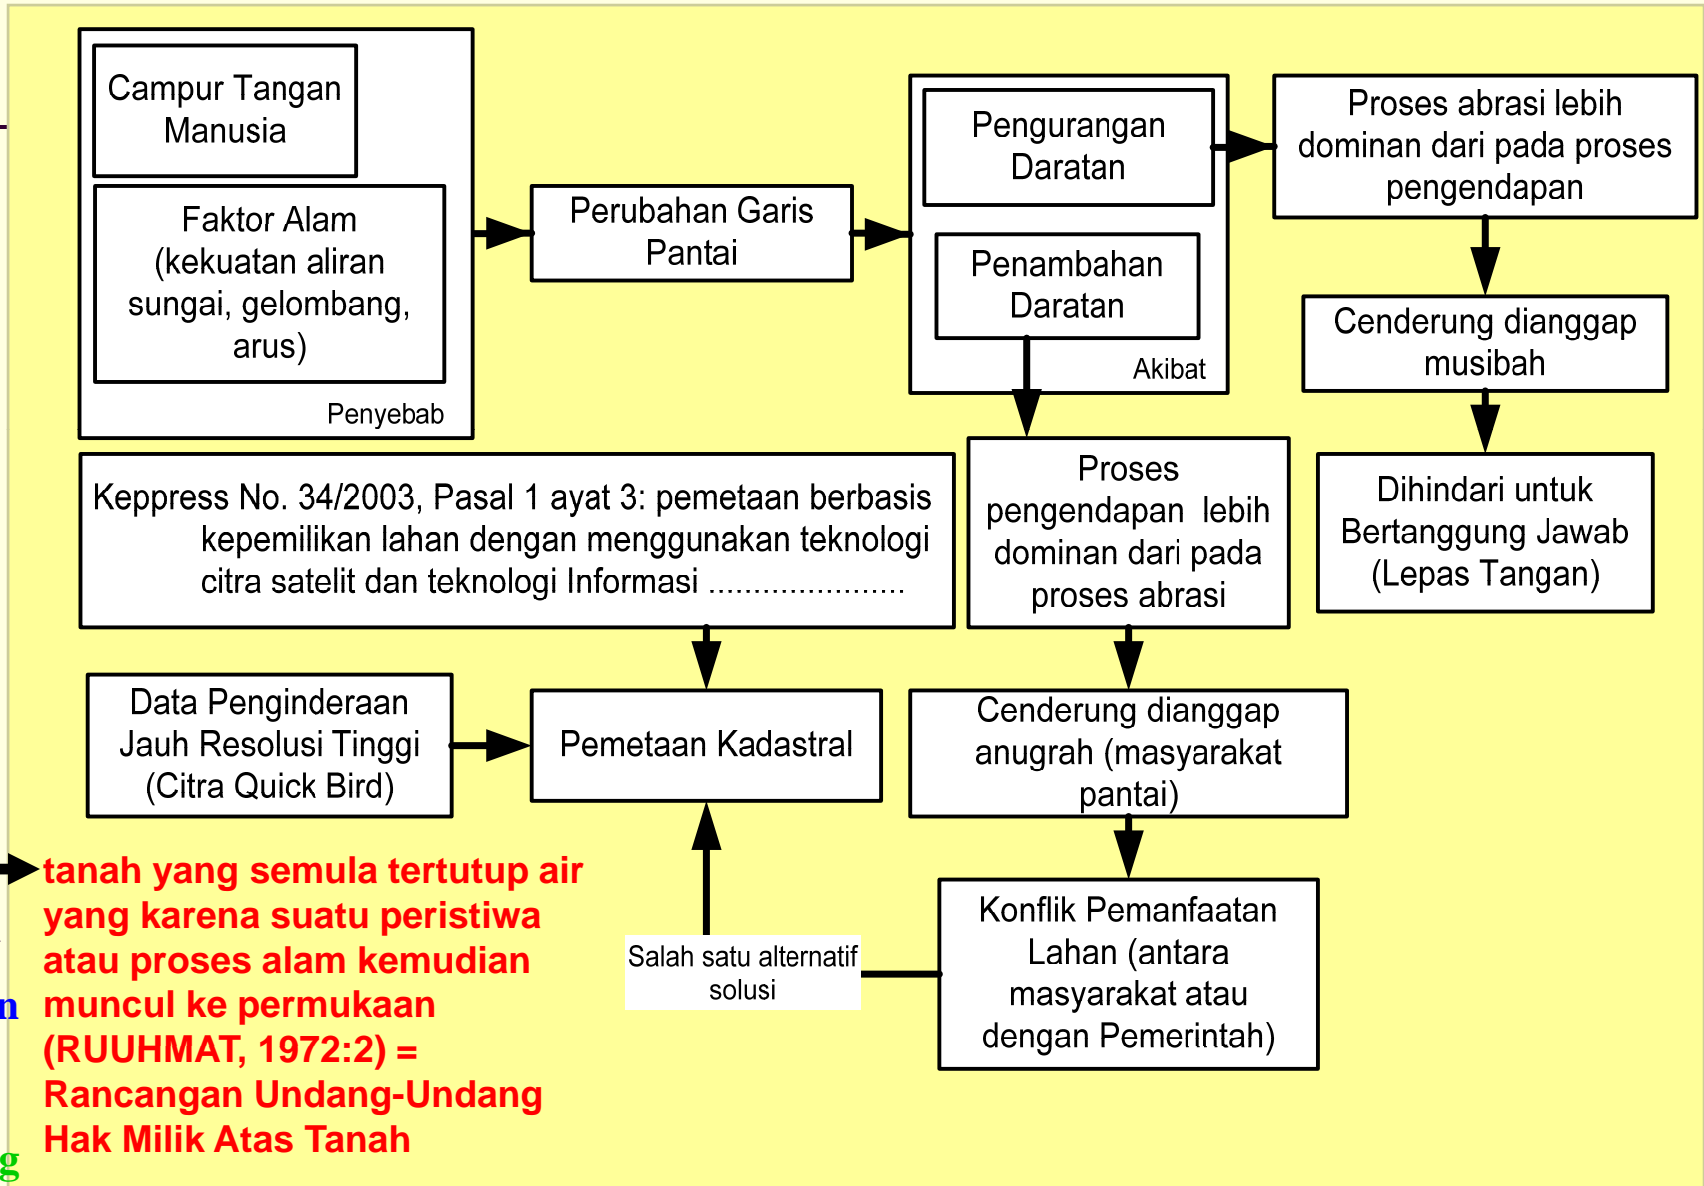 Campur Tangan
Manusia
Faktor Alam
(kekuatan aliran
sungai, gelombang,
arus)
Penyebab
Perubahan Garis
Pantai
Pengurangan
Daratan
Penambahan
Daratan
Akibat
Proses abrasi lebih
dominan dari pada proses
pengendapan
Cenderung dianggap
musibah
Dihindari untuk
Bertanggung Jawab
(Lepas Tangan)
Keppress No. 34/2003, Pasal 1 ayat 3: pemetaan berbasis
kepemilikan lahan dengan menggunakan teknologi
citra satelit dan teknologi Informasi ......................
Proses
pengendapan lebih
dominan dari pada
proses abrasi
Data Penginderaan
Jauh Resolusi Tinggi
(Citra Quick Bird)
Pemetaan Kadastral
Cenderung dianggap
anugrah (masyarakat
pantai)
Konflik Pemanfaatan
Lahan (antara
masyarakat atau
dengan Pemerintah)
Salah satu alternatif
solusi
tanah yang semula tertutup air
yang karena suatu peristiwa
atau proses alam kemudian
n muncul ke permukaan
(RUUHMAT, 1972:2) =
Rancangan Undang-Undang
Hak Milik Atas Tanah
g